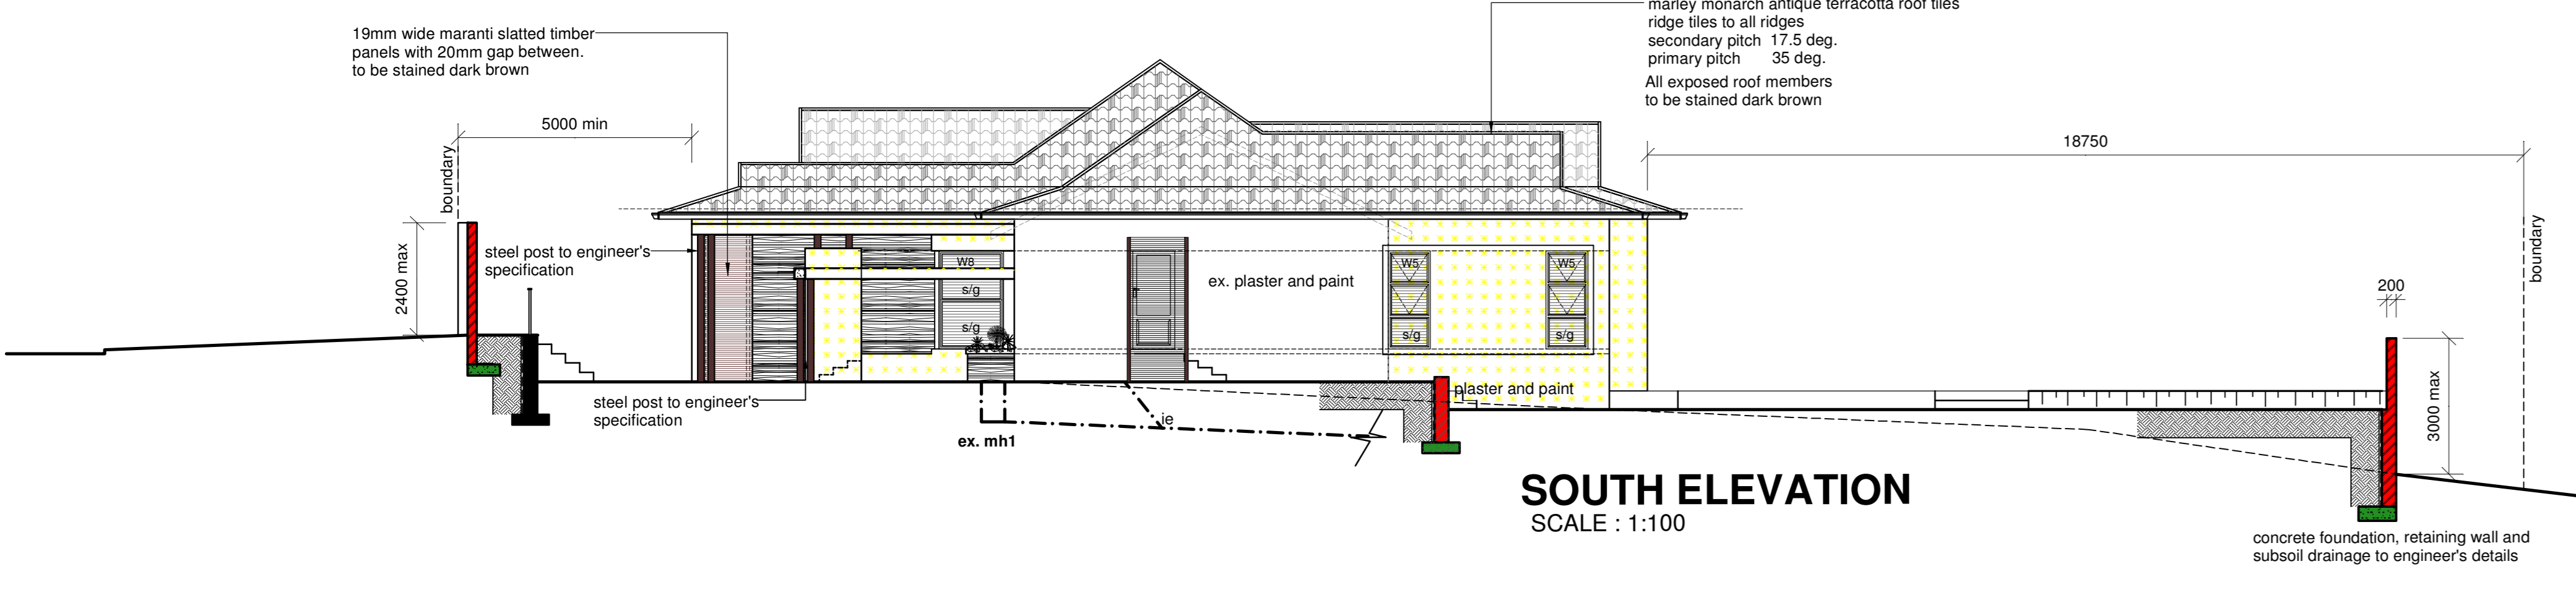 marley monarch antique terracotta roof tiles
ridge tiles to all ridges
secondary pitch 17.5 deg.
primary pitch 35 deg.
All exposed roof members
to be stained dark brown
19mm wide maranti slatted timber
panels with 20mm gap between.
to be stained dark brown
5000 min
18750
boundary
boundary
2400 max
steel post to engineer's
specification
W8
s/g
s/g
ex. plaster and paint
W5
W5
s/g
s/g
200
3000 max
plaster and paint
steel post to engineer's
specification
ie
ex. mh1
SOUTH ELEVATION
SCALE : 1:100
concrete foundation, retaining wall and
subsoil drainage to engineer's details